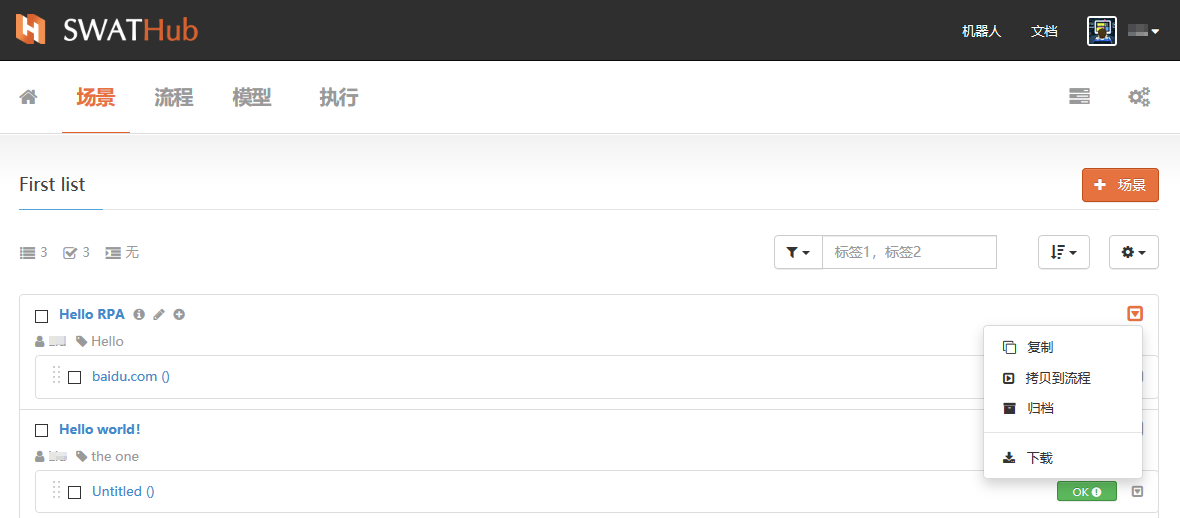 SWATHub
机器人 文档
场景 流程 模型 执行
First list
场景
3 3 无
标签1，标签2
Hello RPA
Hello
复制
baidu.com ()
拷贝到流程
归档
Hello world!
the one
下载
Untitled ()
OK